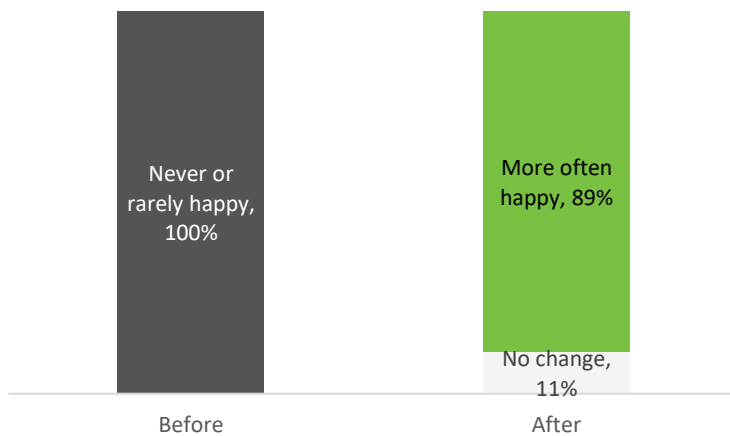 Never or
rarely happy,
100%
More often
happy, 89%
No change,
11%
Before
After